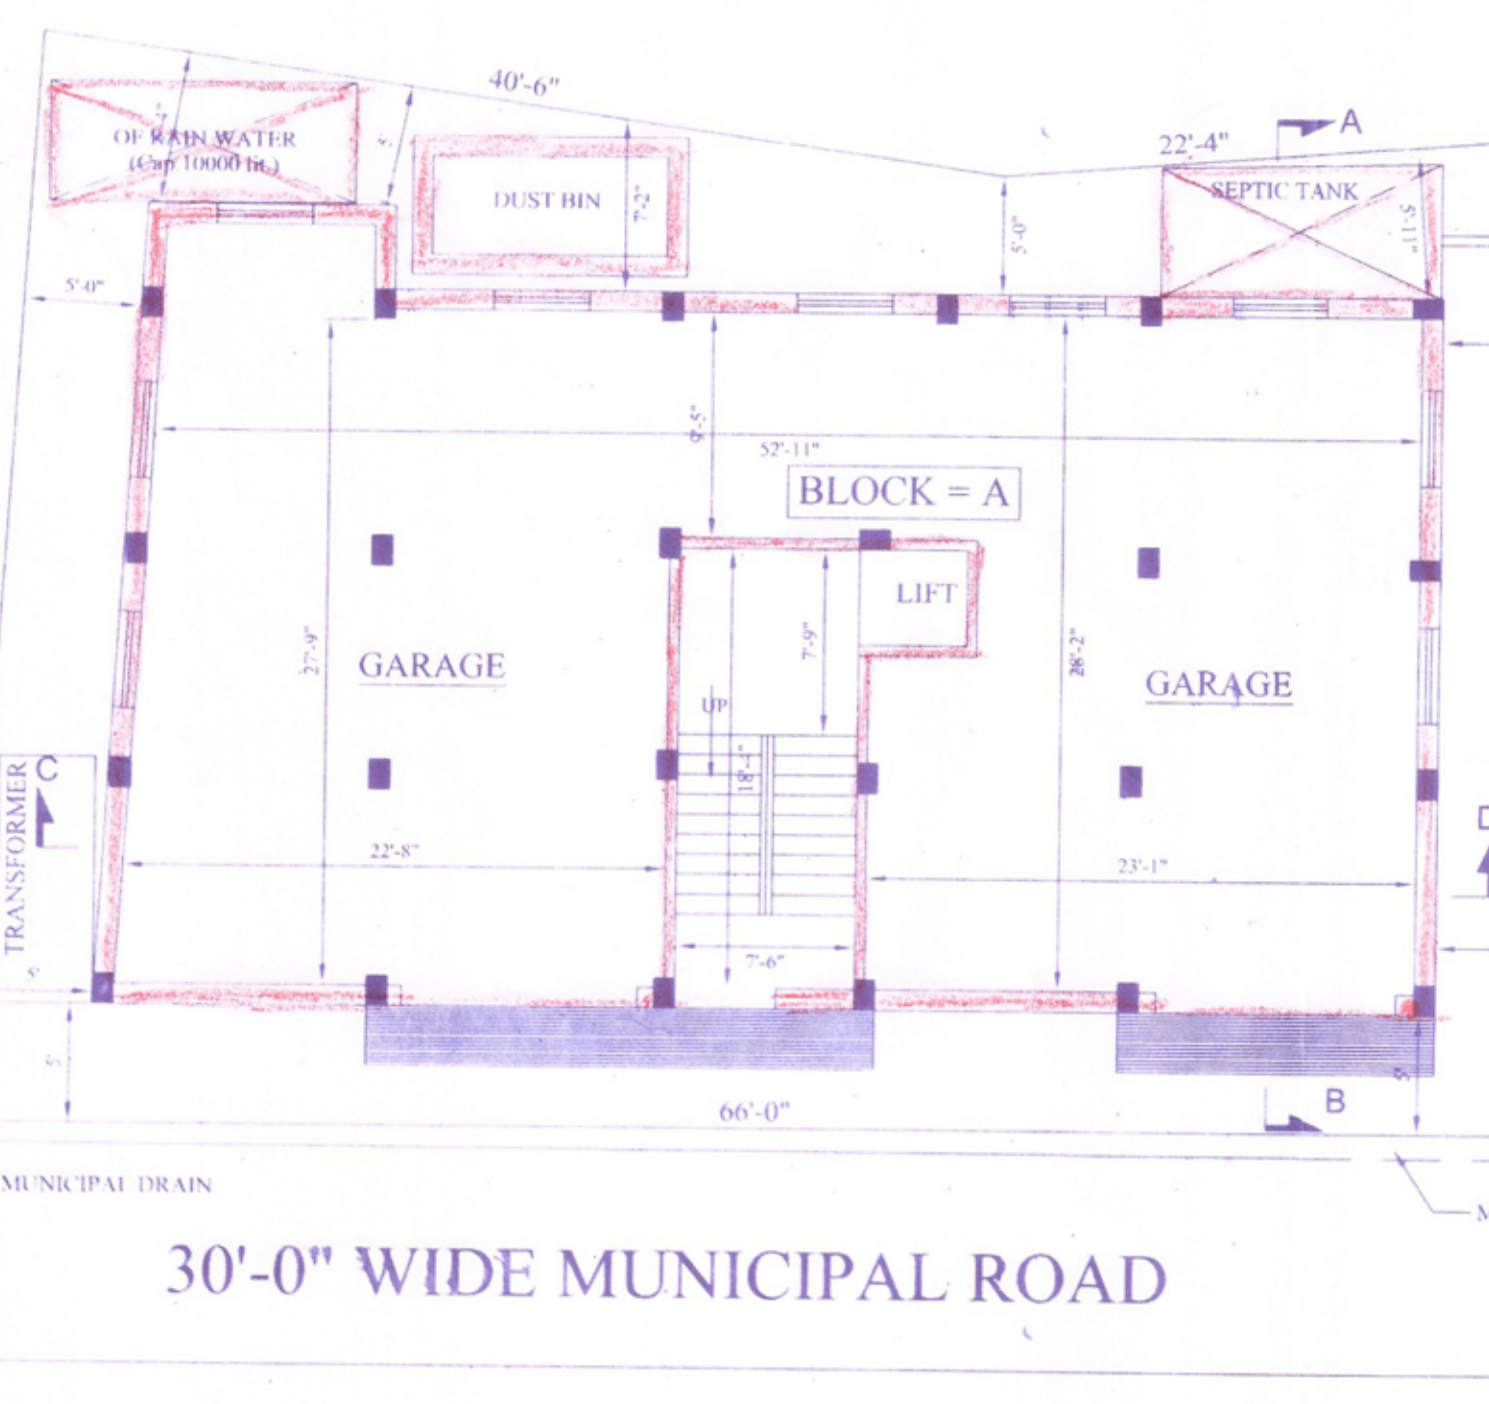 40'-6"
A
22'-4"
OF RAIN WATER
(Cap 10000 lit.)
5'
DUST BIN
7'-2"
5'-0"
SEPTIC TANK
5'-11"
5'-0"
9'-5"
52'-11"
BLOCK = A
LIFT
27'-9"
GARAGE
7'-9"
28'-2"
GARAGE
UP
18'-4"
C
TRANSFORMER
22'-8"
23'-1"
7'-6"
5'
5'
5'
66'-0"
B
MUNICIPAL DRAIN
30'-0" WIDE MUNICIPAL ROAD